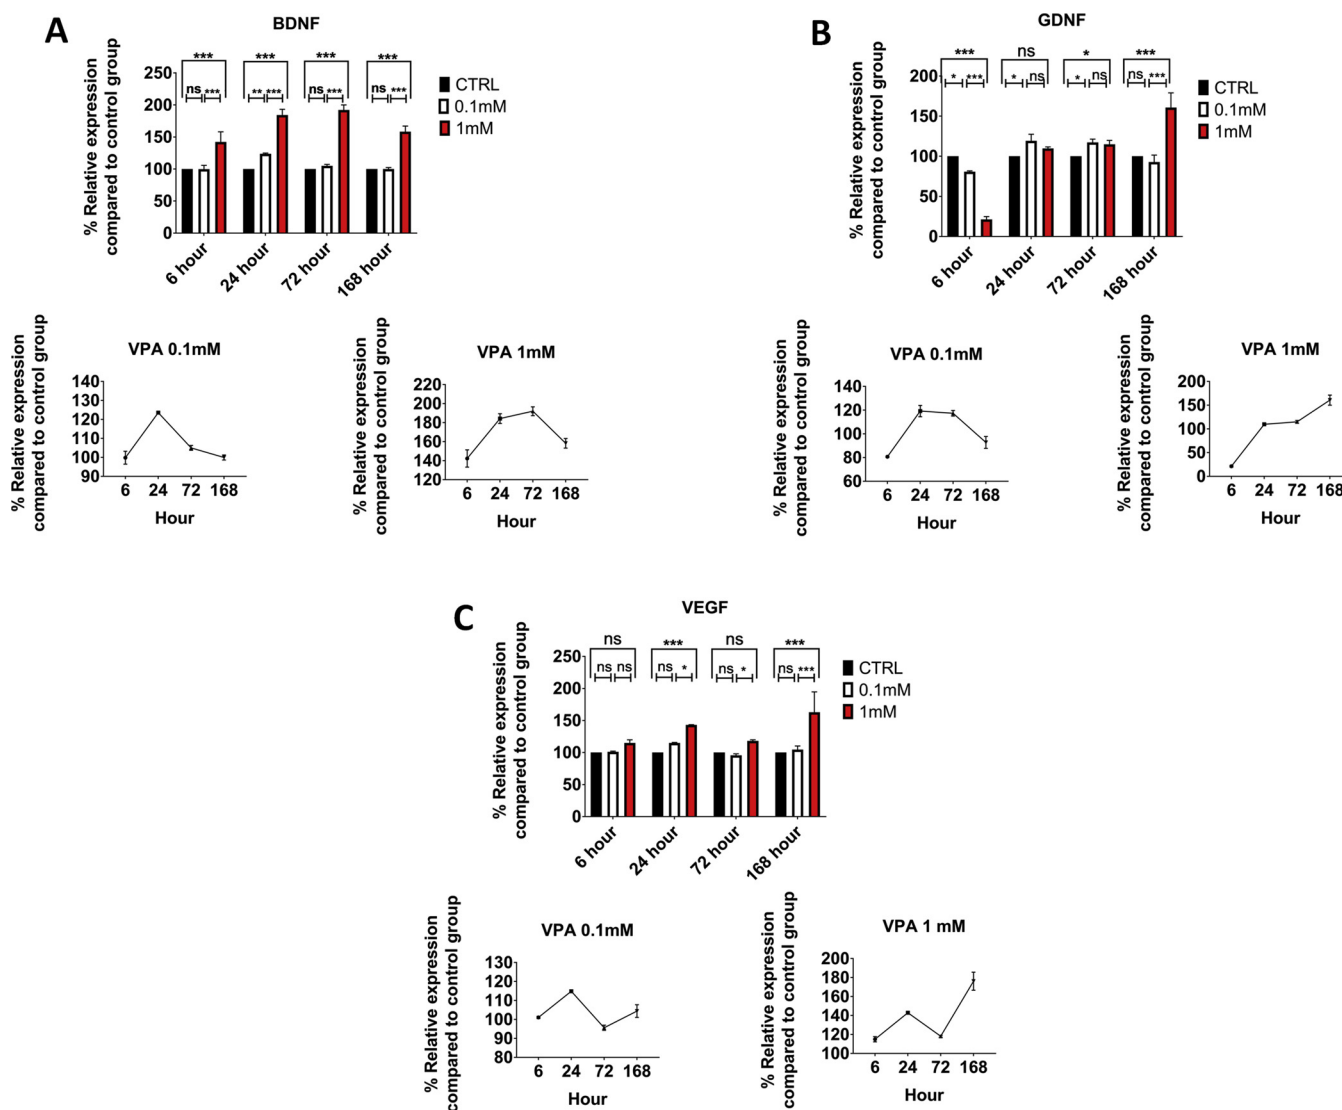 A
BDNF
% Relative expression
compared to control group
*** *** *** ***
ns *** ** *** ns *** ns ***
250
200
150
100
50
0
6 hour
24 hour
72 hour
168 hour
CTRL
0.1mM
1mM
% Relative expression
compared to control group
VPA 0.1mM
140
130
120
110
100
90
6 24 72 168
Hour
% Relative expression
compared to control group
VPA 1mM
220
200
180
160
140
120
6 24 72 168
Hour
B
GDNF
% Relative expression
compared to control group
*** ns * ***
* *** * ns * ns ns ***
200
150
100
50
0
6 hour
24 hour
72 hour
168 hour
CTRL
0.1mM
1mM
% Relative expression
compared to control group
VPA 0.1mM
140
120
100
80
60
6 24 72 168
Hour
% Relative expression
compared to control group
VPA 1mM
200
150
100
50
0
6 24 72 168
Hour
C
VEGF
% Relative expression
compared to control group
ns *** ns ***
ns ns ns * ns * ns ***
250
200
150
100
50
0
6 hour
24 hour
72 hour
168 hour
CTRL
0.1mM
1mM
% Relative expression
compared to control group
VPA 0.1mM
130
120
110
100
90
80
6 24 72 168
Hour
% Relative expression
compared to control group
VPA 1 mM
200
180
160
140
120
100
6 24 72 168
Hour